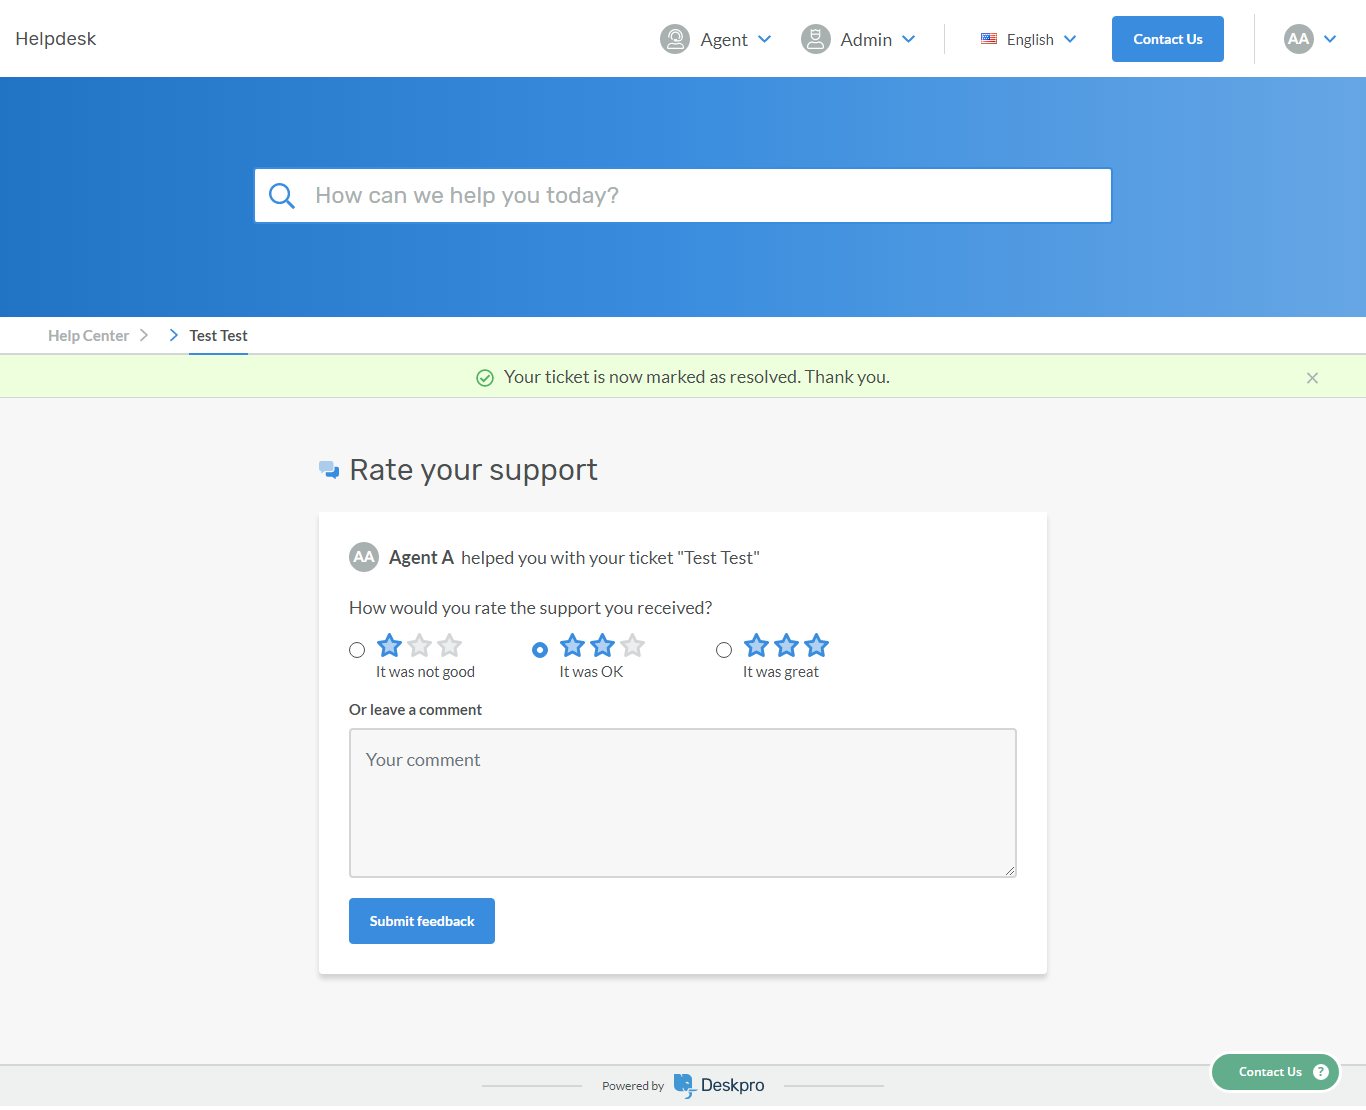 Helpdesk
Agent
Admin
English
Contact Us
AA
How can we help you today?
Help Center
Test Test
Your ticket is now marked as resolved. Thank you.
Rate your support
AA Agent A helped you with your ticket "Test Test"
How would you rate the support you received?
It was not good
It was OK
It was great
Or leave a comment
Your comment
Submit feedback
Powered by Deskpro
Contact Us ?